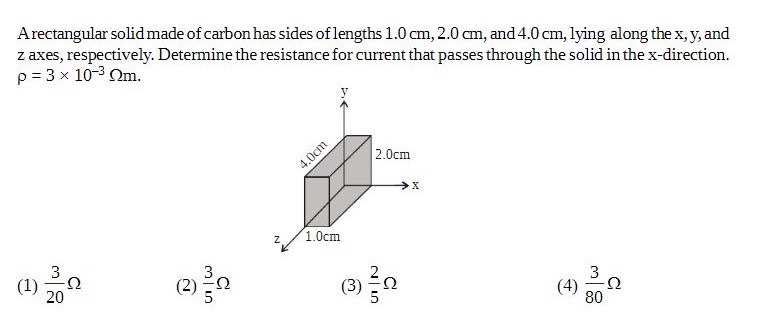 A rectangular solid made of carbon has sides of lengths 1.0 cm, 2.0 cm, and 4.0 cm, lying along the x, y, and
z axes, respectively. Determine the resistance for current that passes through the solid in the x-direction.
ρ = 3 × 10⁻³ Ωm.
y
4.0cm
2.0cm
x
z
1.0cm
(1) 3/20 Ω (2) 3/5 Ω (3) 2/5 Ω (4) 3/80 Ω